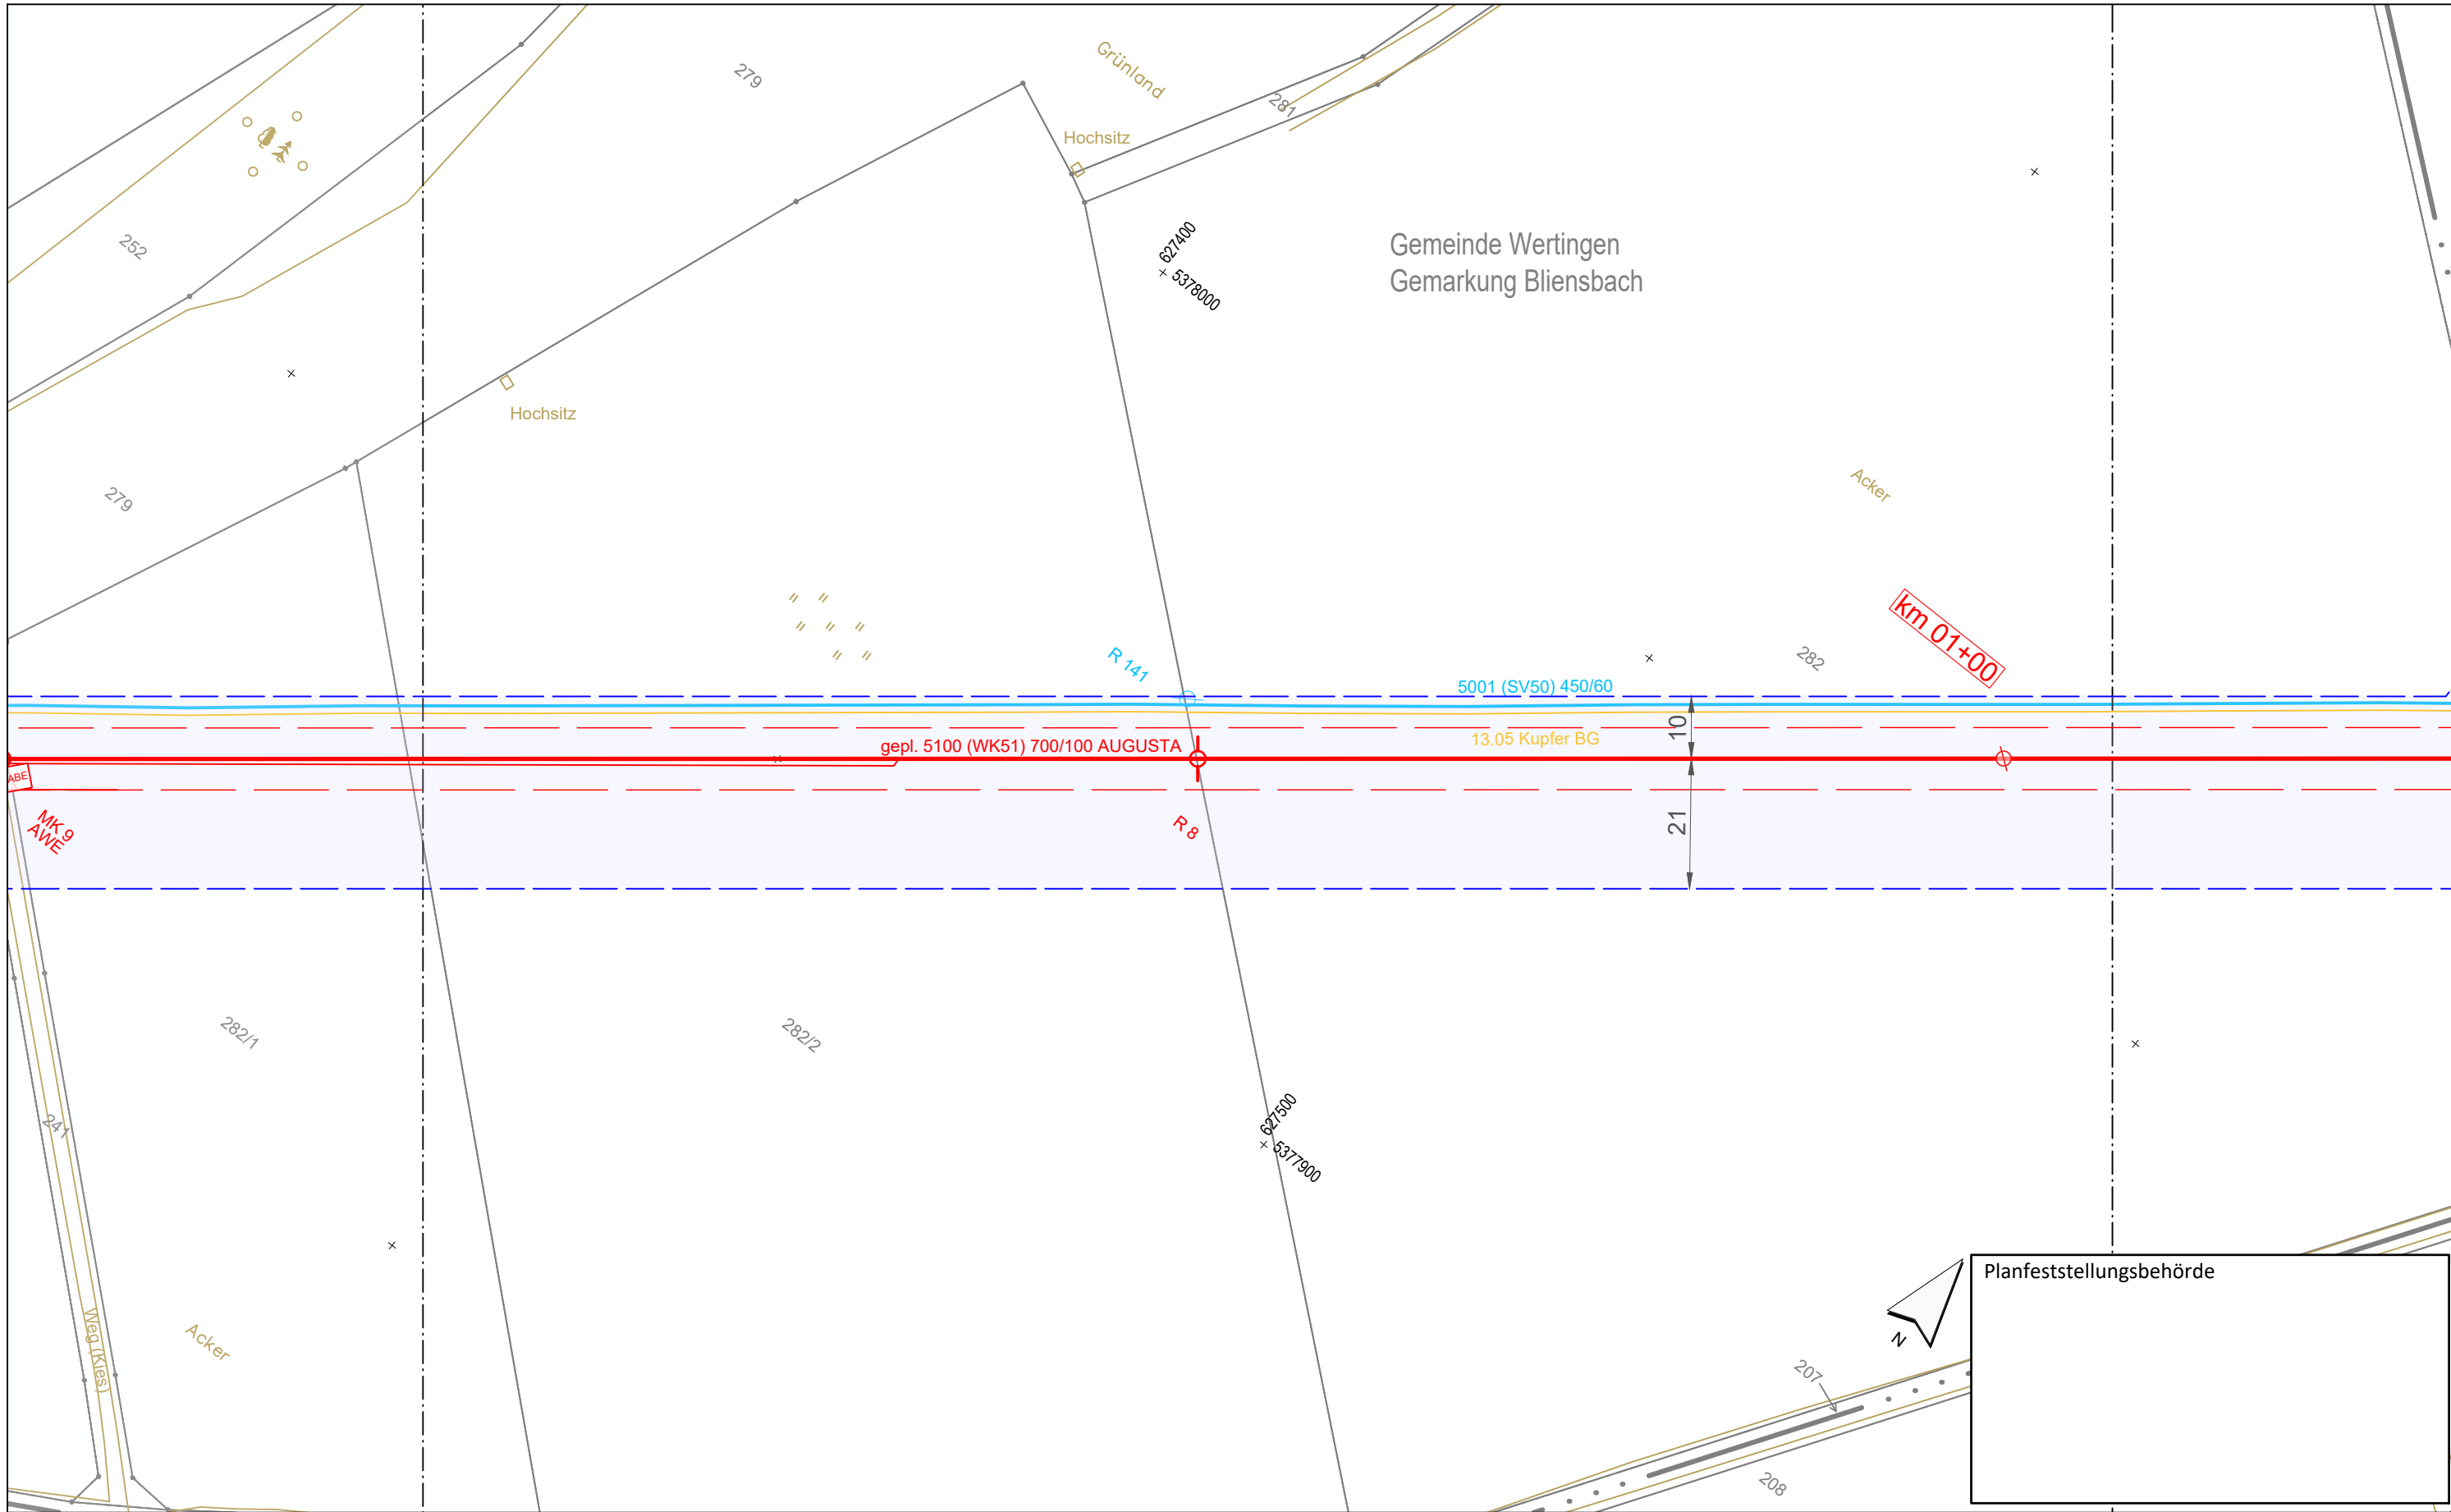 279
Grünland
281
Hochsitz
252
627400
5378000
Gemeinde Wertingen
Gemarkung Bliensbach
Hochsitz
279
Acker
km 01+00
282
R 141
5001 (SV50) 450/60
10
13.05 Kupfer BG
gepl. 5100 (WK51) 700/100 AUGUSTA
ABE
MK 9
AWE
R 8
21
282/1
282/2
241
627500
5377900
Planfeststellungsbehörde
N
Weg (Kies)
Acker
207
208